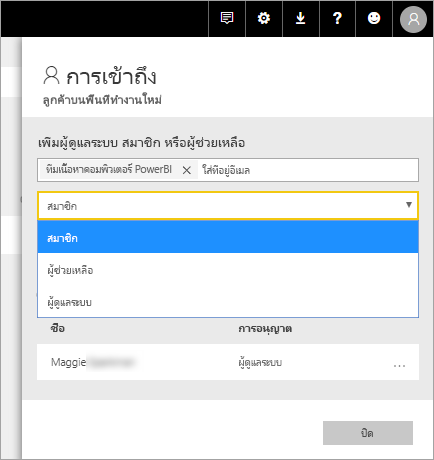 การเข้าถึง
ลูกค้าบนพื้นที่ทำงานใหม่
เพิ่มผู้ดูแลระบบ สมาชิก หรือผู้ช่วยเหลือ
ทีมเนื้อหาคอมพิวเตอร์ PowerBI × ใส่ที่อยู่อีเมล
สมาชิก
สมาชิก
ผู้ช่วยเหลือ
ผู้ดูแลระบบ
ชื่อ การอนุญาต
Maggie ผู้ดูแลระบบ ...
ปิด